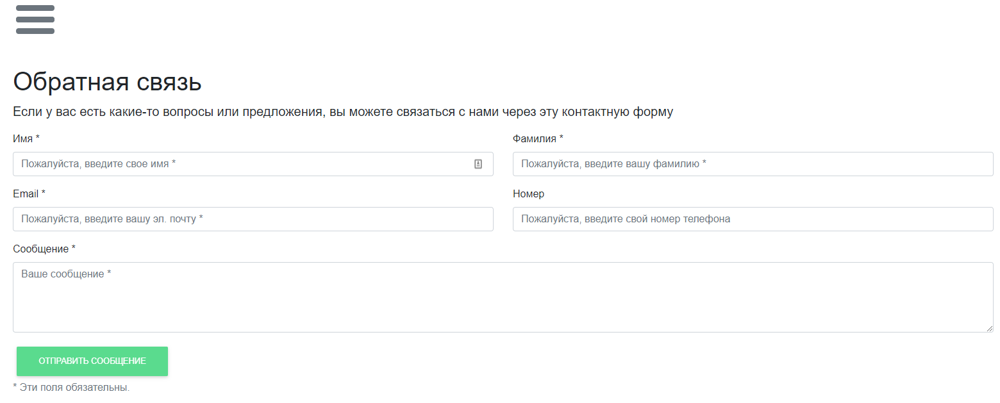 Обратная связь
Если у вас есть какие-то вопросы или предложения, вы можете связаться с нами через эту контактную форму
Имя *
Фамилия *
Пожалуйста, введите свое имя *
Пожалуйста, введите вашу фамилию *
Email *
Номер
Пожалуйста, введите вашу эл. почту *
Пожалуйста, введите свой номер телефона
Сообщение *
Ваше сообщение *
ОТПРАВИТЬ СООБЩЕНИЕ
* Эти поля обязательны.